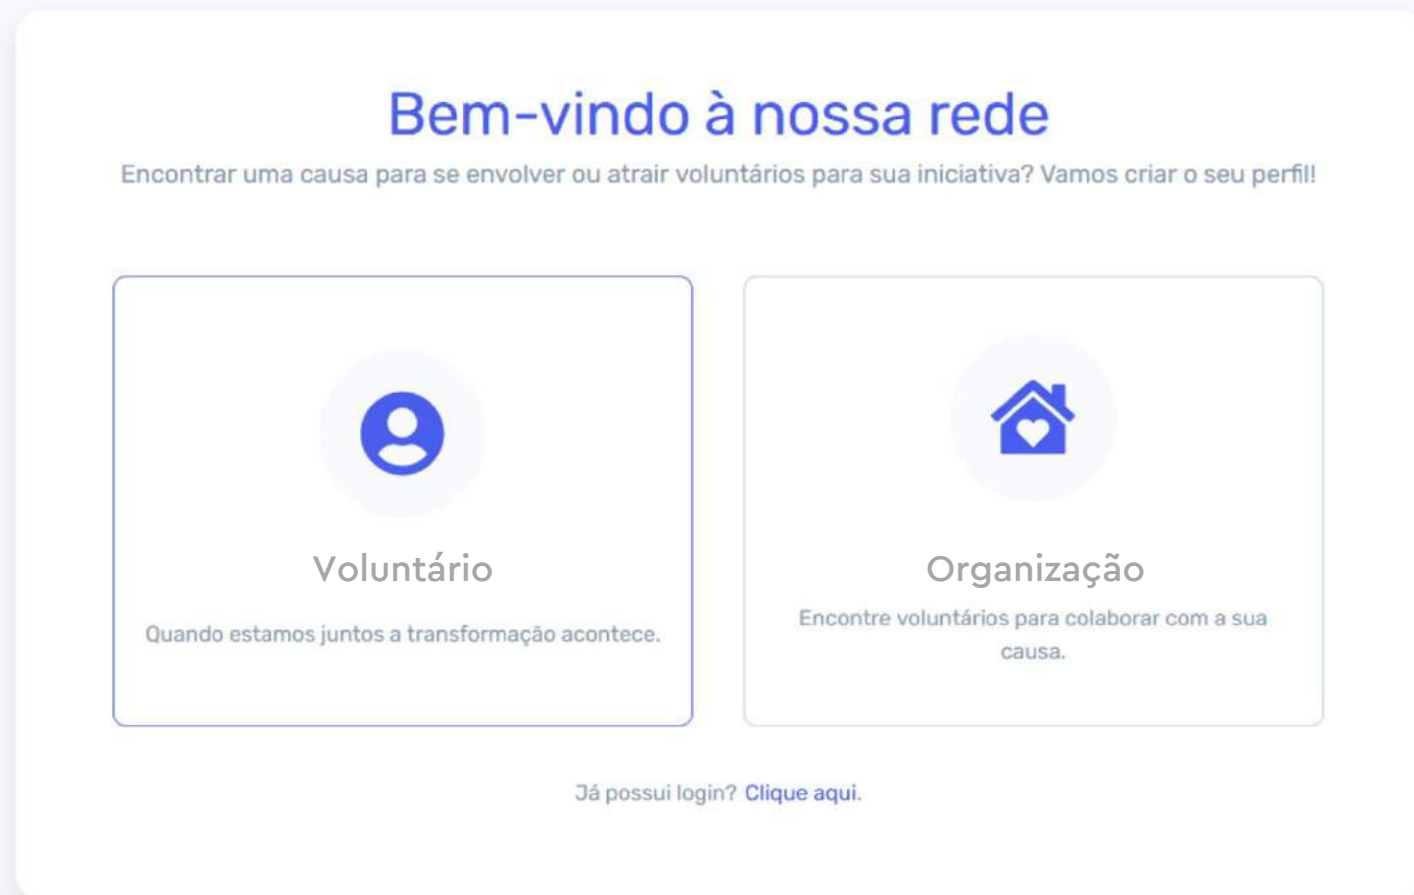 Bem-vindo à nossa rede
Encontrar uma causa para se envolver ou atrair voluntários para sua iniciativa? Vamos criar o seu perfil!
Voluntário
Quando estamos juntos a transformação acontece.
Organização
Encontre voluntários para colaborar com a sua
causa.
Já possui login? Clique aqui.